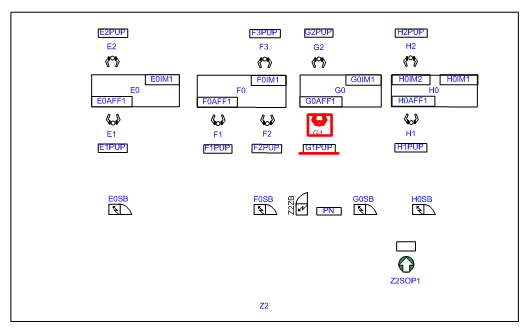 E2PUP F3PUP G2PUP H2PUP
E2 F3 G2 H2
E0IM1 F0IM1 G0IM1 H0IM2 H0IM1
E0 F0 G0 H0
E0AFF1 F0AFF1 G0AFF1 H0AFF1
E1 F1 F2 G1 H1
E1PUP F1PUP F2PUP G1PUP H1PUP
E0SB F0SB Z2ZB G0SB H0SB
PN
Z2SOP1
Z2